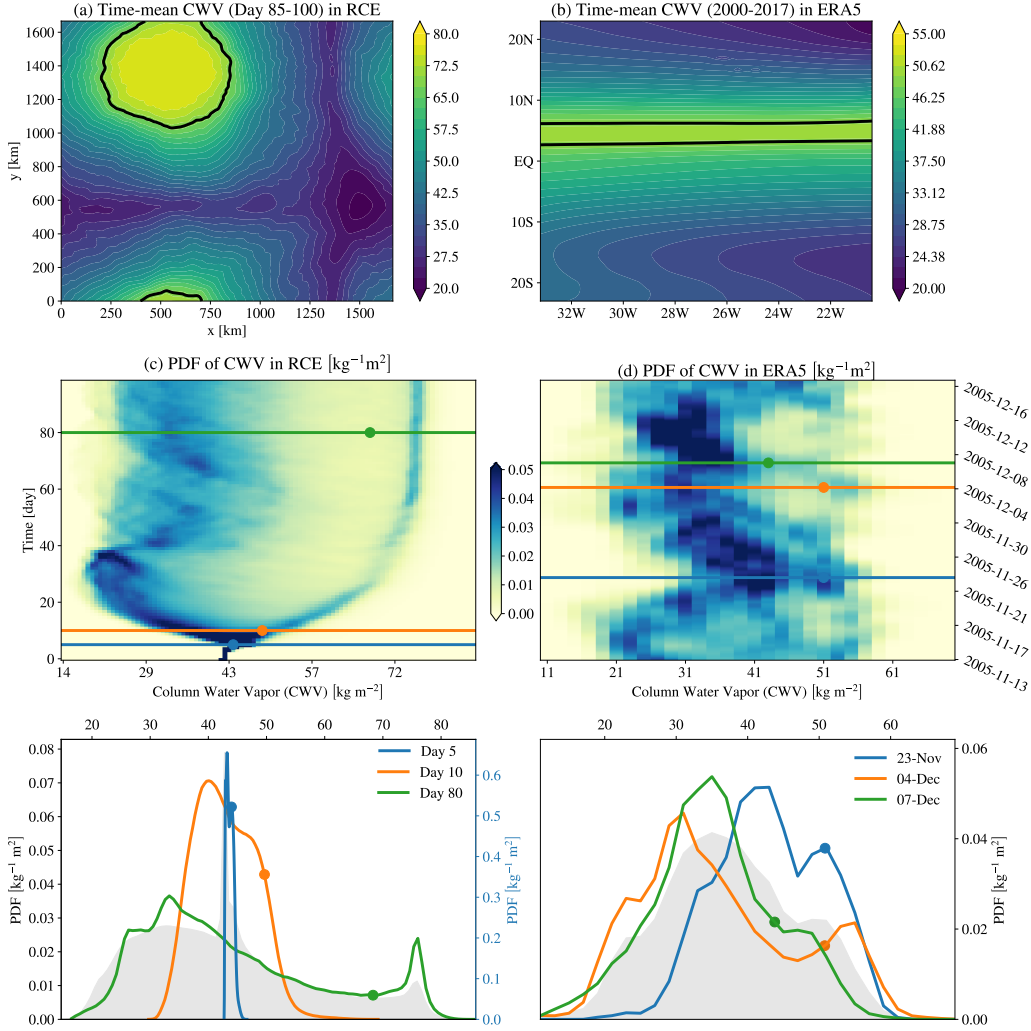 (a) Time-mean CWV (Day 85-100) in RCE
1600
1400
1200
1000
800
600
400
200
0
y [km]
0 250 500 750 1000 1250 1500
x [km]
80.0
72.5
65.0
57.5
50.0
42.5
35.0
27.5
20.0
(b) Time-mean CWV (2000-2017) in ERA5
20N
10N
EQ
10S
20S
32W 30W 28W 26W 24W 22W
55.00
50.62
46.25
41.88
37.50
33.12
28.75
24.38
20.00
(c) PDF of CWV in RCE [kg⁻¹m²]
80
60
40
20
0
Time [day]
14 29 43 57 72
Column Water Vapor (CWV) [kg m⁻²]
0.05
0.04
0.03
0.02
0.01
0.00
(d) PDF of CWV in ERA5 [kg⁻¹m²]
2005-12-16
2005-12-12
2005-12-08
2005-12-04
2005-11-30
2005-11-26
2005-11-21
2005-11-17
2005-11-13
11 21 31 41 51 61
Column Water Vapor (CWV) [kg m⁻²]
20 30 40 50 60 70 80
0.08
0.07
0.06
0.05
0.04
0.03
0.02
0.01
0.00
PDF [kg⁻¹ m²]
Day 5
Day 10
Day 80
0.6
0.5
0.4
0.3
0.2
0.1
0.0
PDF [kg⁻¹ m²]
20 30 40 50 60
23-Nov
04-Dec
07-Dec
0.06
0.04
0.02
0.00
PDF [kg⁻¹ m²]